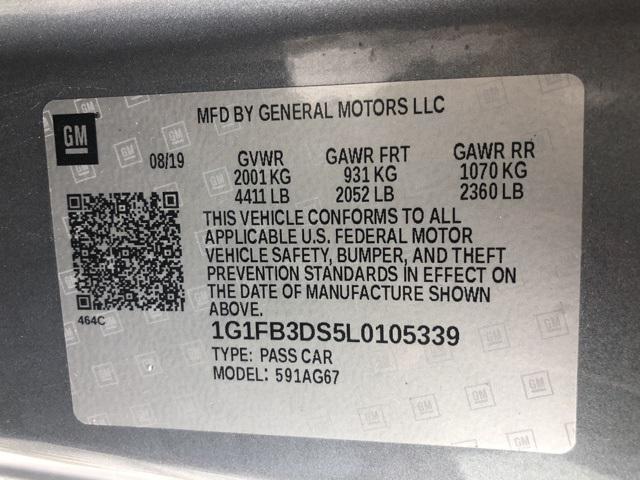 GM
MFD BY GENERAL MOTORS LLC
08/19 GVWR GAWR FRT GAWR RR
2001 KG 931 KG 1070 KG
4411 LB 2052 LB 2360 LB
THIS VEHICLE CONFORMS TO ALL
APPLICABLE U.S. FEDERAL MOTOR
VEHICLE SAFETY, BUMPER, AND THEFT
PREVENTION STANDARDS IN EFFECT ON
THE DATE OF MANUFACTURE SHOWN
ABOVE.
464C
1G1FB3DS5L0105339
TYPE: PASS CAR
MODEL: 591AG67